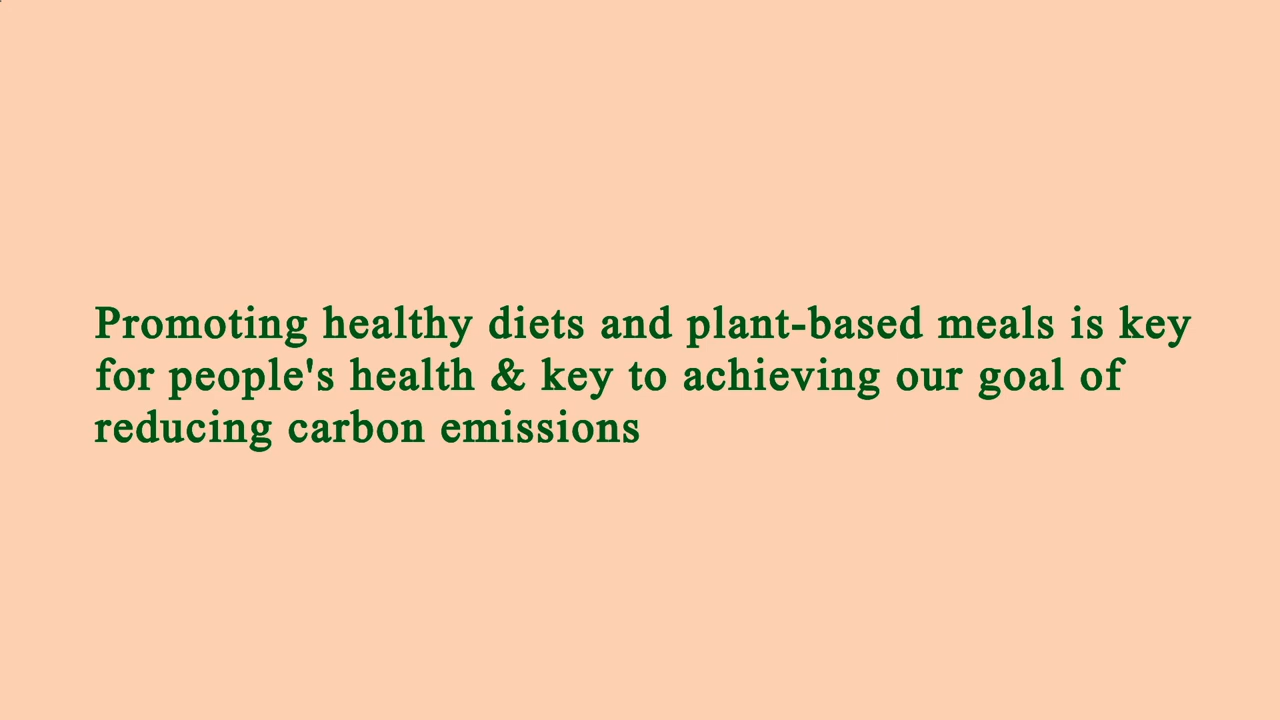 Promoting healthy diets and plant-based meals is key
for people's health & key to achieving our goal of
reducing carbon emissions